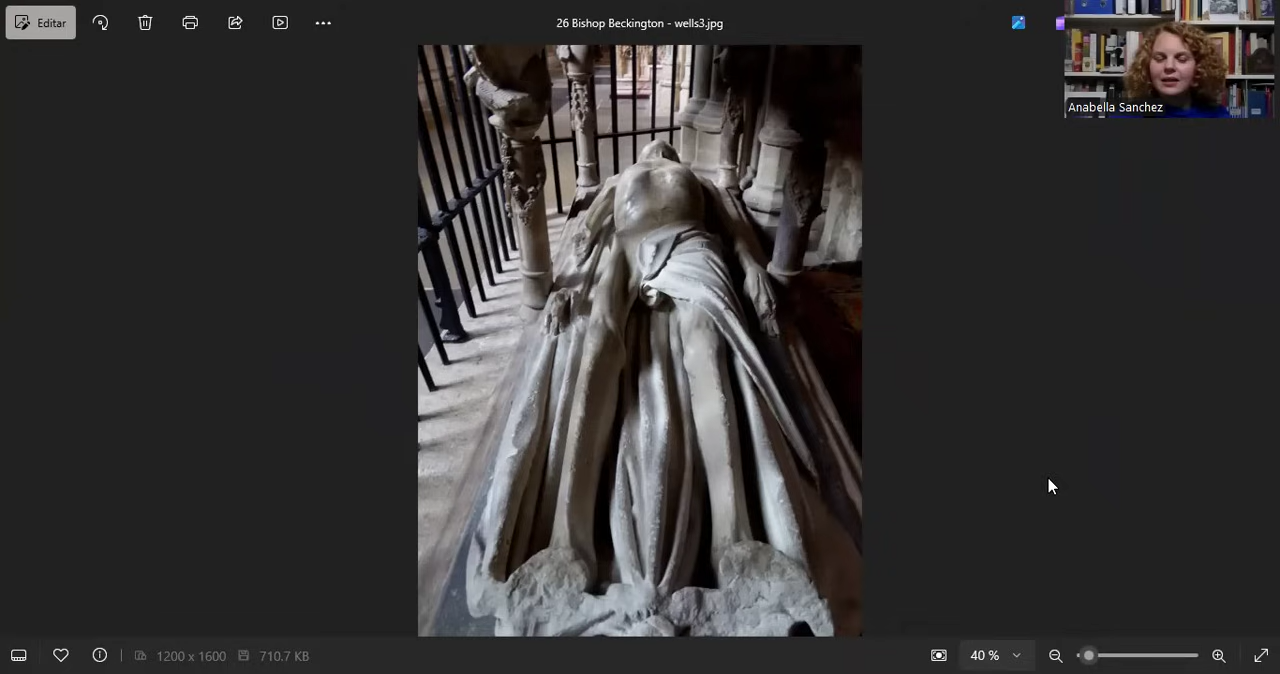 Editar
26 Bishop Beckington - wells3.jpg
Anabella Sanchez
1200 x 1600
710.7 KB
40 %